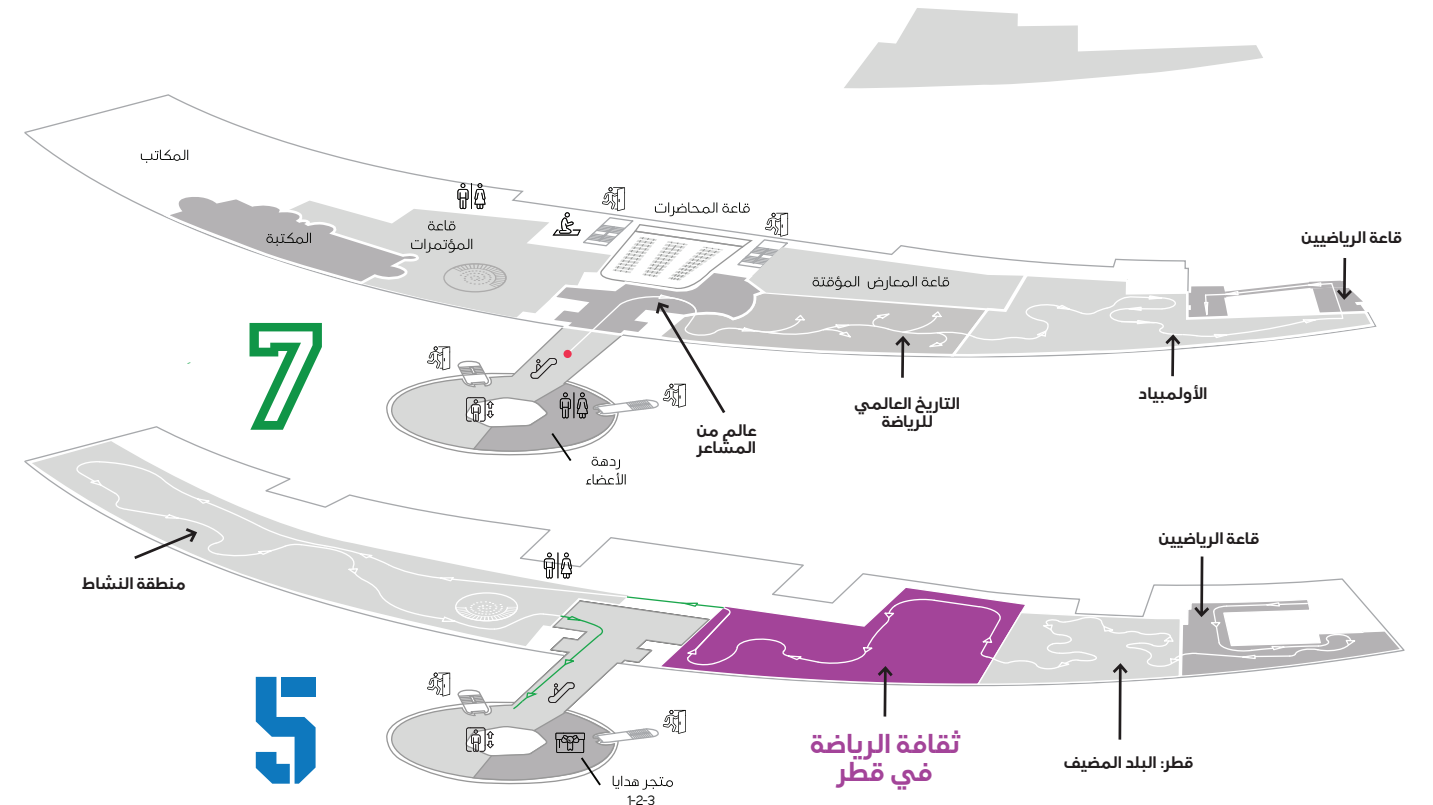 المكاتب
المكتبة
قاعة
المؤتمرات
قاعة المحاضرات
قاعة المعارض المؤقتة
قاعة الرياضيين
7
عالم من
المشاعر
التاريخ العالمي
للرياضة
الأولمبياد
ردهة
الأعضاء
منطقة النشاط
قاعة الرياضيين
5
ثقافة الرياضة
في قطر
قطر: البلد المضيف
متجر هدايا
1-2-3